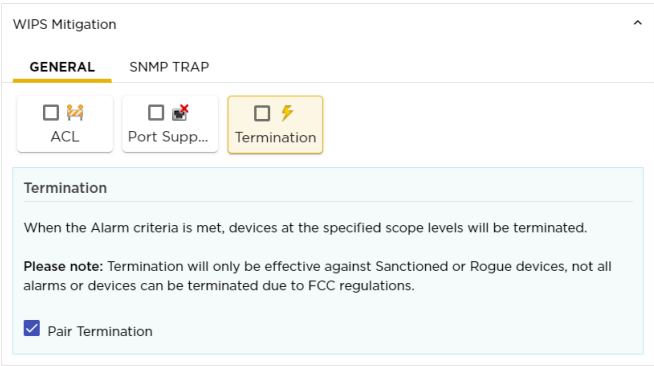 WIPS Mitigation
GENERAL SNMP TRAP
ACL Port Supp... Termination
Termination
When the Alarm criteria is met, devices at the specified scope levels will be terminated.
Please note: Termination will only be effective against Sanctioned or Rogue devices, not all
alarms or devices can be terminated due to FCC regulations.
Pair Termination